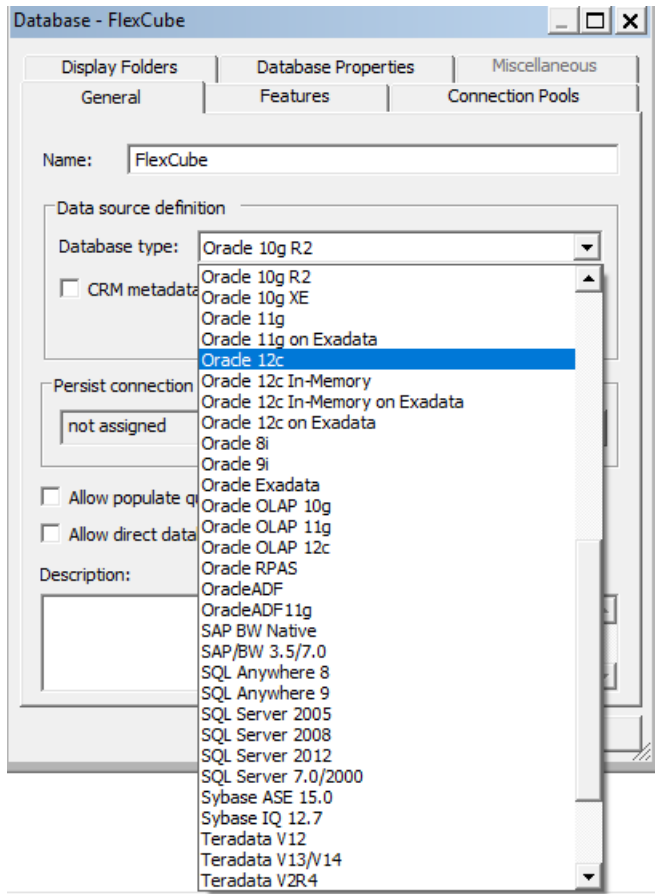 Database - FlexCube
Display Folders Database Properties Miscellaneous
General Features Connection Pools
Name: FlexCube
Data source definition
Database type: Oracle 10g R2
CRM metadata
Persist connection
not assigned
Allow populate qu
Allow direct datab
Description:
Oracle 10g R2
Oracle 10g XE
Oracle 11g
Oracle 11g on Exadata
Oracle 12c
Oracle 12c In-Memory
Oracle 12c In-Memory on Exadata
Oracle 12c on Exadata
Oracle 8i
Oracle 9i
Oracle Exadata
Oracle OLAP 10g
Oracle OLAP 11g
Oracle OLAP 12c
Oracle RPAS
OracleADF
OracleADF11g
SAP BW Native
SAP/BW 3.5/7.0
SQL Anywhere 8
SQL Anywhere 9
SQL Server 2005
SQL Server 2008
SQL Server 2012
SQL Server 7.0/2000
Sybase ASE 15.0
Sybase IQ 12.7
Teradata V12
Teradata V13/V14
Teradata V2R4